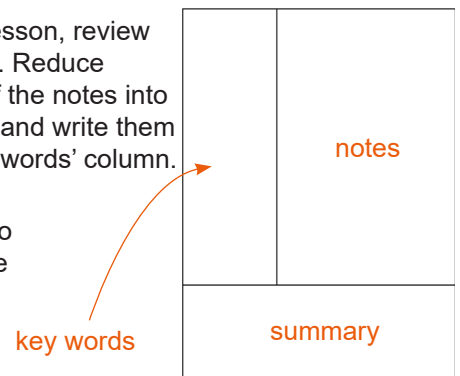 esson, review
. Reduce
f the notes into
and write them
words’ column.
o
e
notes
key words
summary